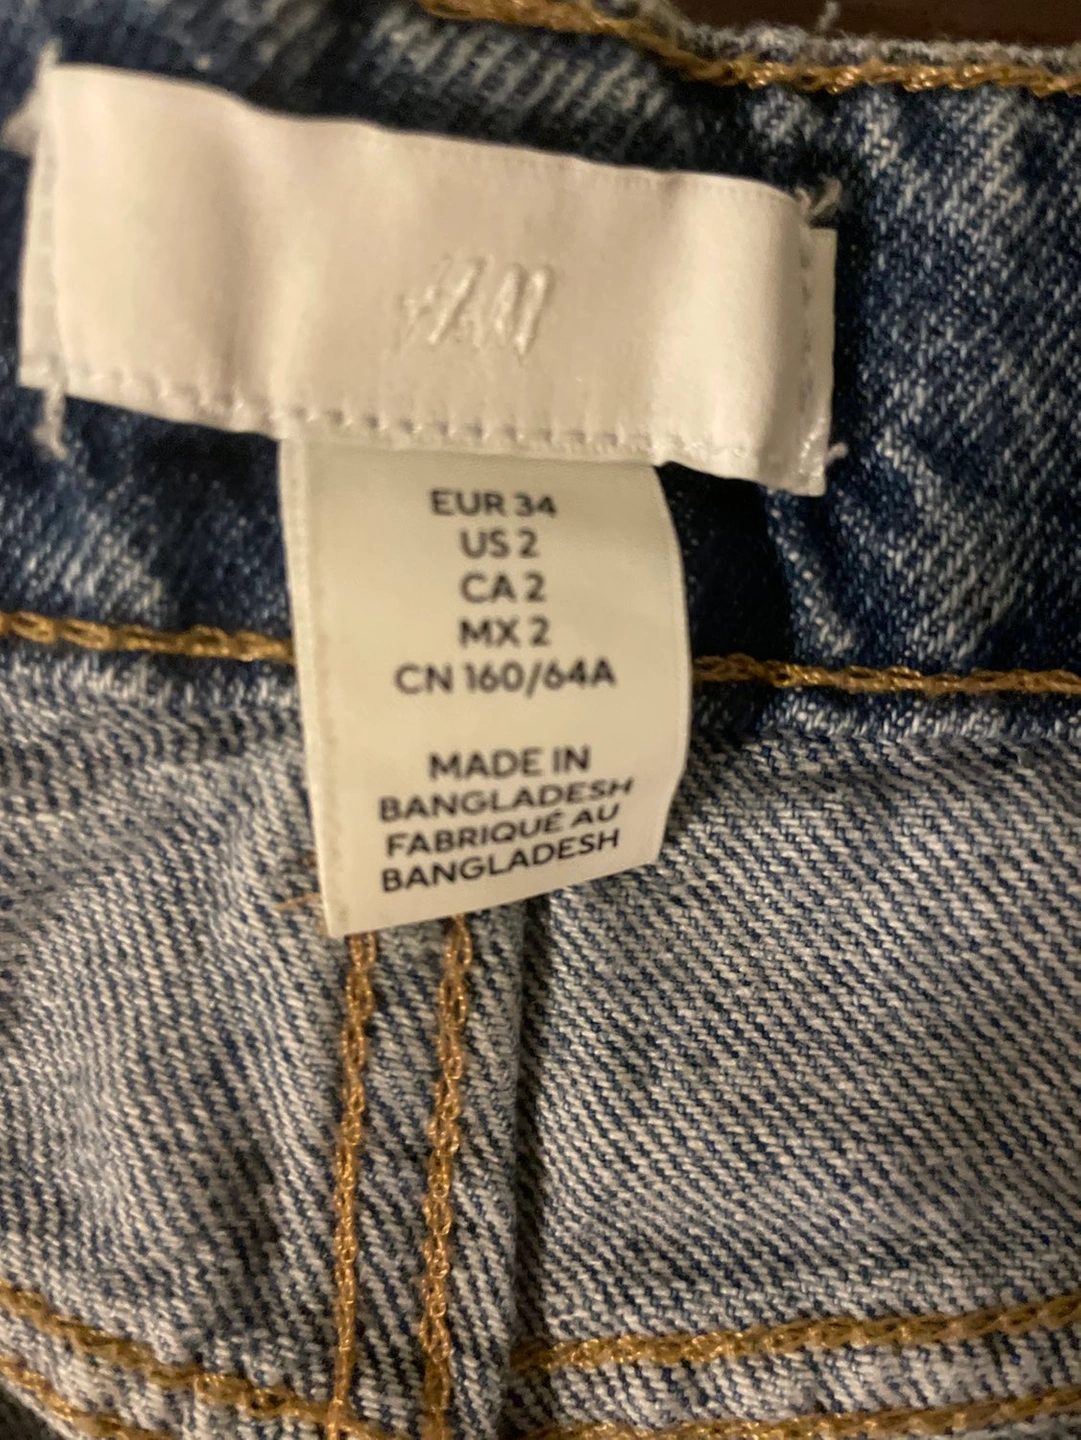 H&M
EUR 34
US 2
CA 2
MX 2
CN 160/64A
MADE IN
BANGLADESH
FABRIQUÉ AU
BANGLADESH